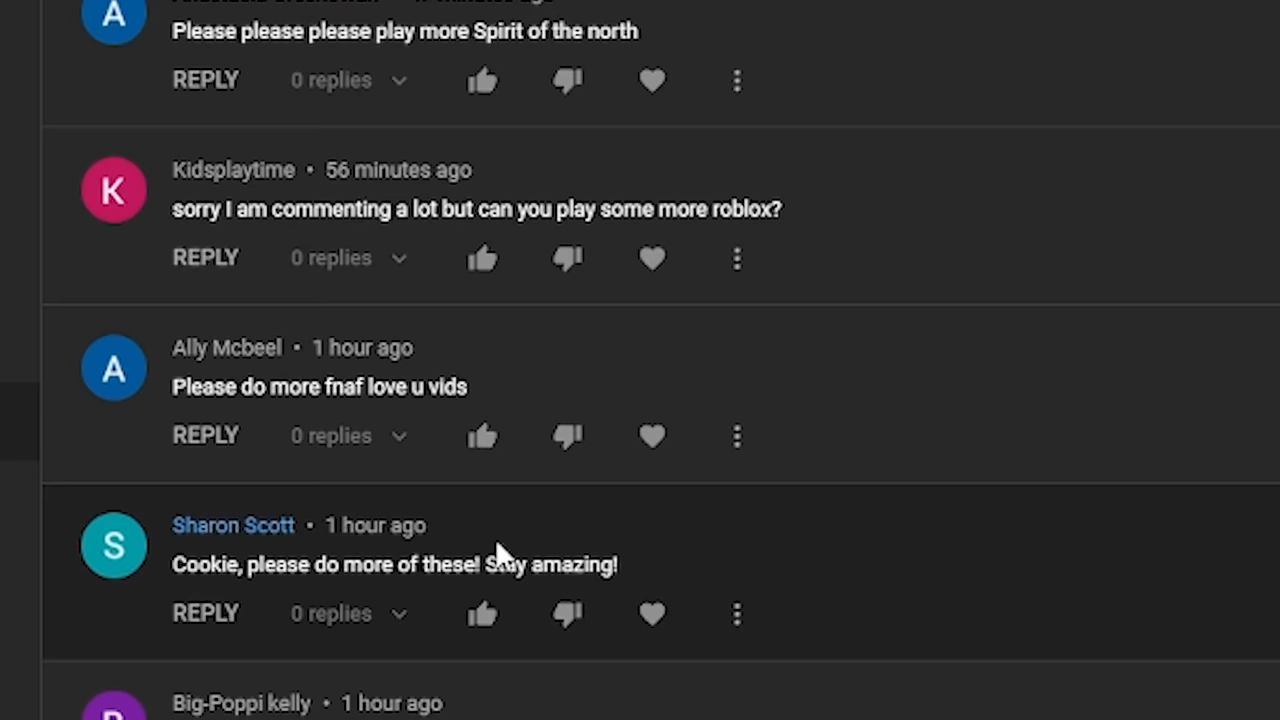 A
Please please please play more Spirit of the north
REPLY 0 replies
K
Kidsplaytime • 56 minutes ago
sorry I am commenting a lot but can you play some more roblox?
REPLY 0 replies
A
Ally Mcbeel • 1 hour ago
Please do more fnaf love u vids
REPLY 0 replies
S
Sharon Scott • 1 hour ago
Cookie, please do more of these! Stay amazing!
REPLY 0 replies
Big-Poppi kelly • 1 hour ago